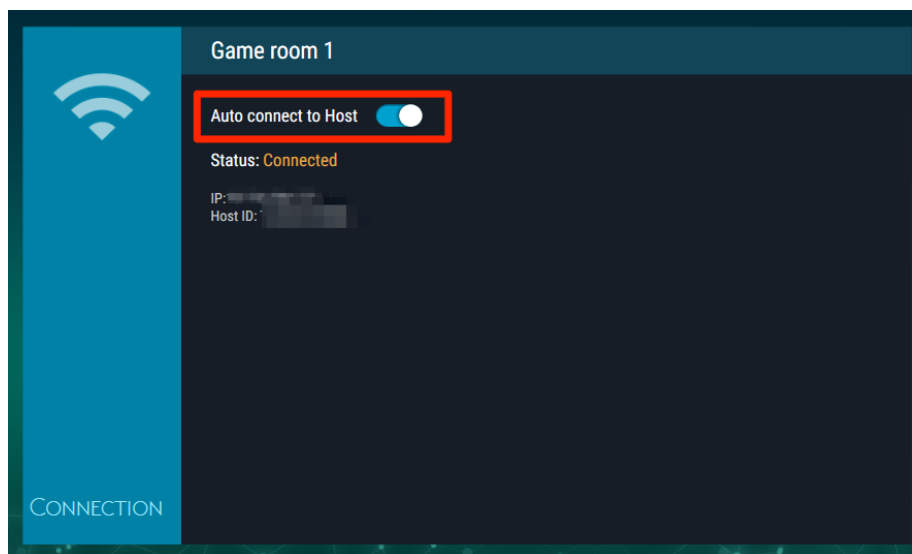 Game room 1
Auto connect to Host
Status: Connected
IP:
Host ID:
CONNECTION